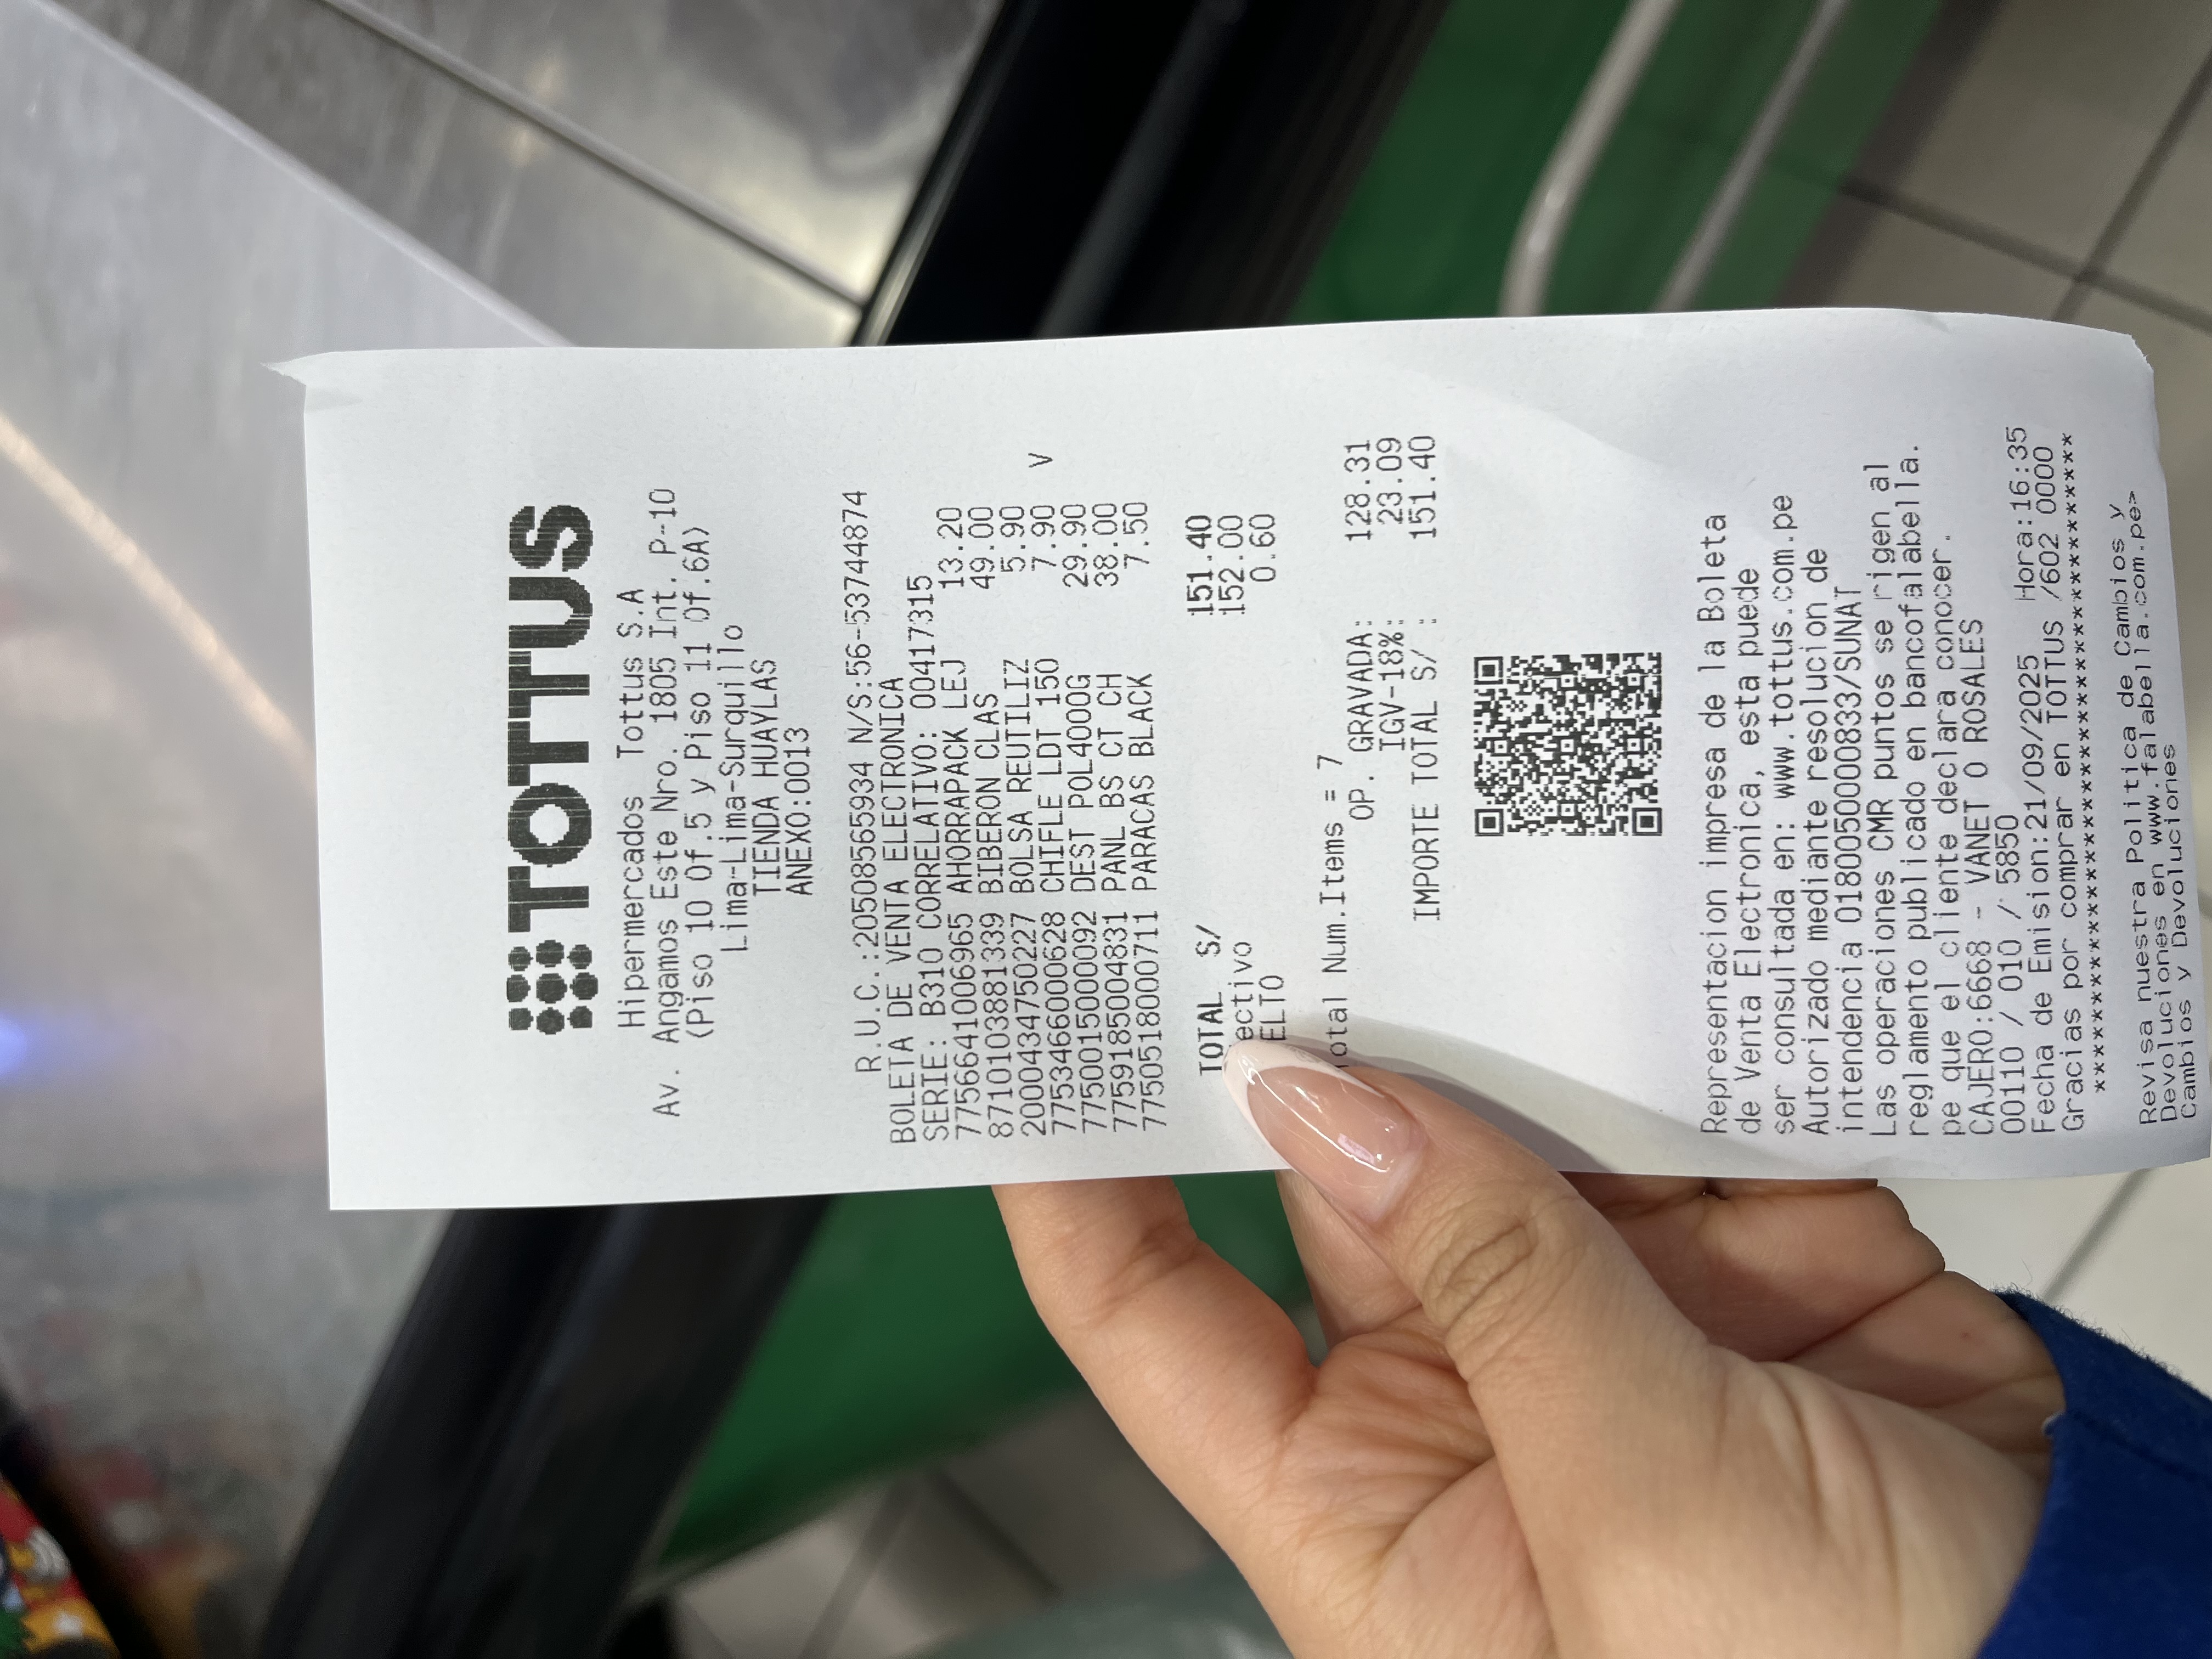 TOTTUS
Hipermercados Tottus S.A
Av. Angamos Este Nro. 1805 Int. P-10
(Piso 10 Of.5 y Piso 11 Of.6A)
Lima-Lima-Surquillo
TIENDA HUAYLAS
ANEXO:0013
R.U.C.:20508565934 N/S:56-53744874
BOLETA DE VENTA ELECTRONICA
SERIE: B310 CORRELATIVO: 00417315
7756641006965 AHORRAPACK LEJ 13.20
8710103881339 BIBERON CLAS 49.00
2000434750227 BOLSA REUTILIZ 5.90
7753466000628 CHIFLE LDT 150 7.90 V
7750015000092 DEST POL4000G 29.90
7759185004831 PANL BS CT CH 38.00
7750518000711 PARACAS BLACK 7.50
TOTAL S/ 151.40
ectivo 152.00
ELTO 0.60
otal Num.Items = 7
OP. GRAVADA: 128.31
IGV-18%: 23.09
IMPORTE TOTAL S/ : 151.40
Representacion impresa de la Boleta
de Venta Electronica, esta puede
ser consultada en: www.tottus.com.pe
Autorizado mediante resolucion de
intendencia 0180050000833/SUNAT
Las operaciones CMR puntos se rigen al
reglamento publicado en bancofalabella.
pe que el cliente declara conocer.
CAJERO:6668 - VANET O ROSALES
00110 / 010 / 5850
Fecha de Emision:21/09/2025 Hora:16:35
Gracias por comprar en TOTTUS /602 0000
**************************************
Revisa nuestra Politica de Cambios y
Devoluciones en www.falabella.com.pe>
Cambios y Devoluciones